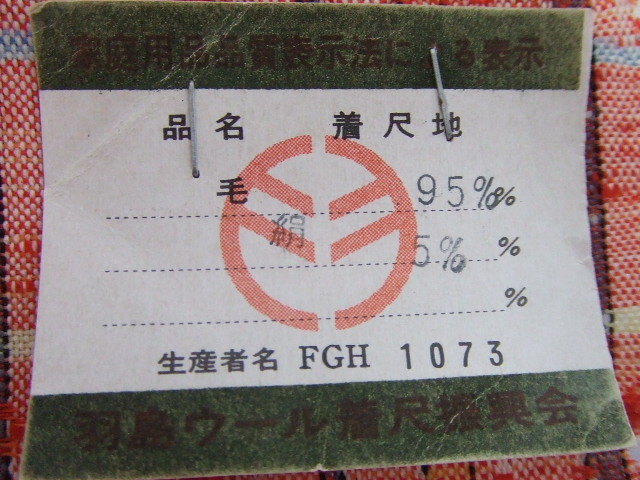 家庭用品品質表示法による表示
品名 着尺地
毛 95% %
絹 5% %
%
生産者名 FGH 1073
羽島ウール着尺振興会